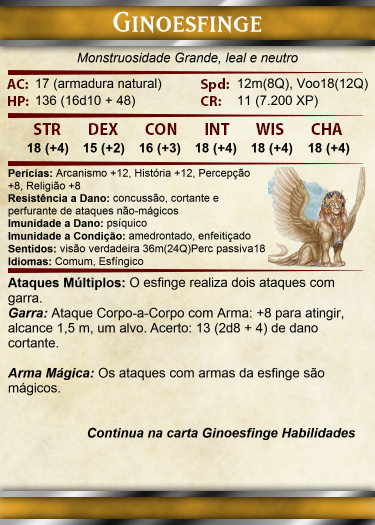 GINOESFINGE
Monstruosidade Grande, leal e neutro
AC: 17 (armadura natural) Spd: 12m(8Q), Voo18(12Q)
HP: 136 (16d10 + 48) CR: 11 (7.200 XP)
STR DEX CON INT WIS CHA
18 (+4) 15 (+2) 16 (+3) 18 (+4) 18 (+4) 18 (+4)
Perícias: Arcanismo +12, História +12, Percepção
+8, Religião +8
Resistência a Dano: concussão, cortante e
perfurante de ataques não-mágicos
Imunidade a Dano: psíquico
Imunidade a Condição: amedrontado, enfeitiçado
Sentidos: visão verdadeira 36m(24Q)Perc passiva18
Idiomas: Comum, Esfíngico
Ataques Múltiplos: O esfinge realiza dois ataques com
garra.
Garra: Ataque Corpo-a-Corpo com Arma: +8 para atingir,
alcance 1,5 m, um alvo. Acerto: 13 (2d8 + 4) de dano
cortante.
Arma Mágica: Os ataques com armas da esfinge são
mágicos.
Continua na carta Ginoesfinge Habilidades